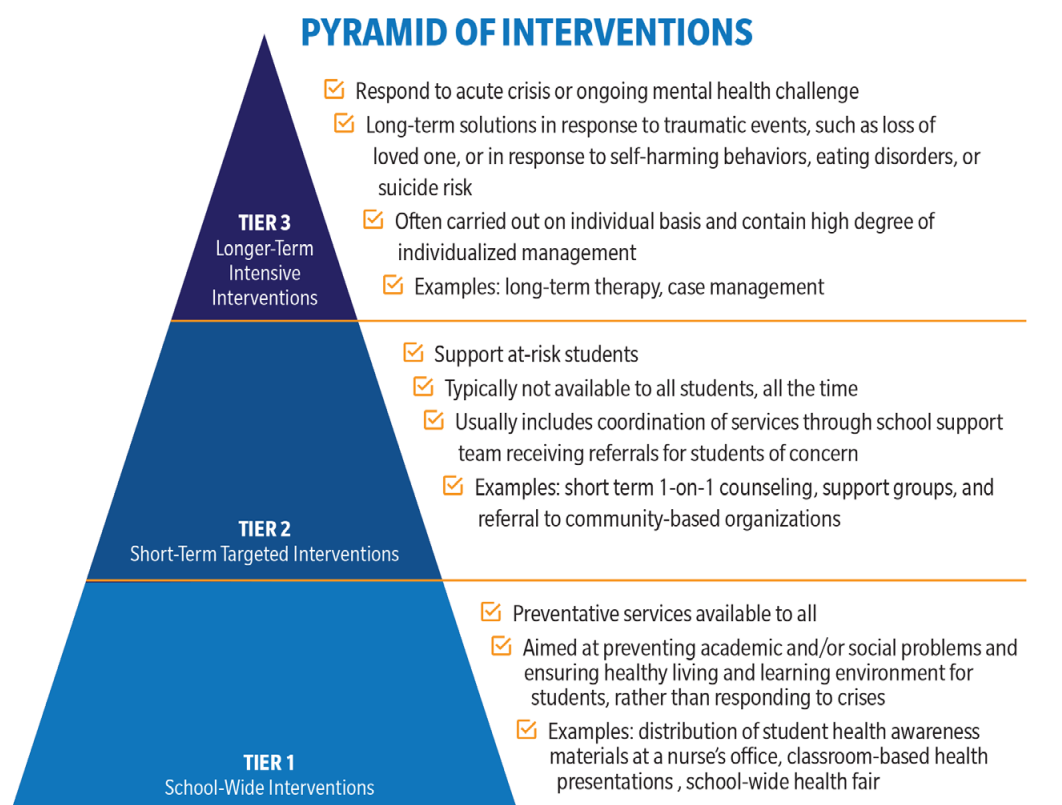 PYRAMID OF INTERVENTIONS
TIER 3
Longer-Term
Intensive
Interventions
Respond to acute crisis or ongoing mental health challenge
Long-term solutions in response to traumatic events, such as loss of
loved one, or in response to self-harming behaviors, eating disorders, or
suicide risk
Often carried out on individual basis and contain high degree of
individualized management
Examples: long-term therapy, case management
TIER 2
Short-Term Targeted Interventions
Support at-risk students
Typically not available to all students, all the time
Usually includes coordination of services through school support
team receiving referrals for students of concern
Examples: short term 1-on-1 counseling, support groups, and
referral to community-based organizations
TIER 1
School-Wide Interventions
Preventative services available to all
Aimed at preventing academic and/or social problems and
ensuring healthy living and learning environment for
students, rather than responding to crises
Examples: distribution of student health awareness
materials at a nurse's office, classroom-based health
presentations , school-wide health fair